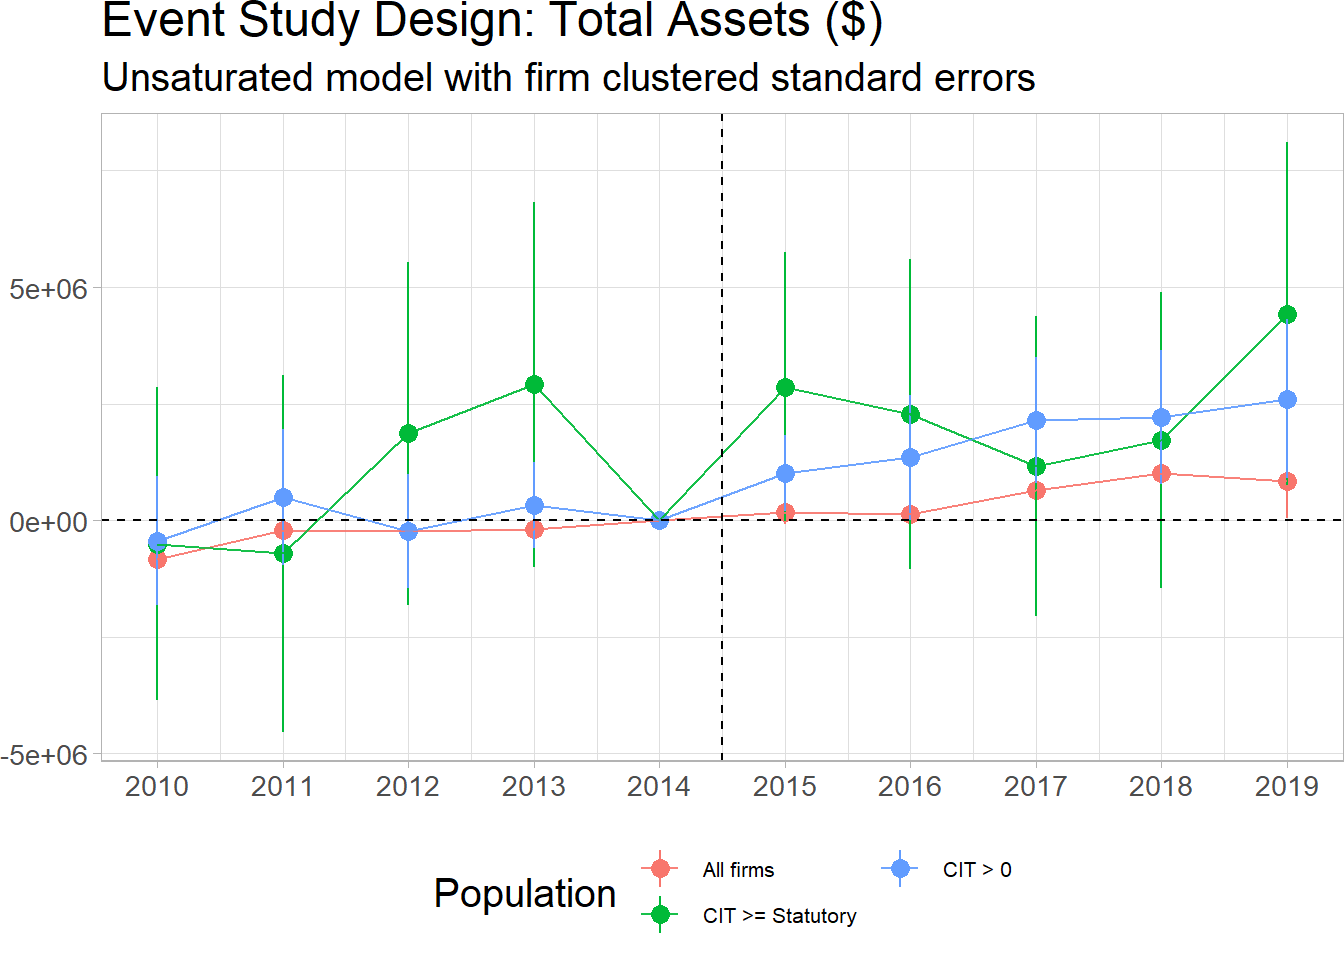 Event Study Design: Total Assets ($)
Unsaturated model with firm clustered standard errors
5e+06
0e+00
-5e+06
2010 2011 2012 2013 2014 2015 2016 2017 2018 2019
Population
All firms
CIT >= Statutory
CIT > 0